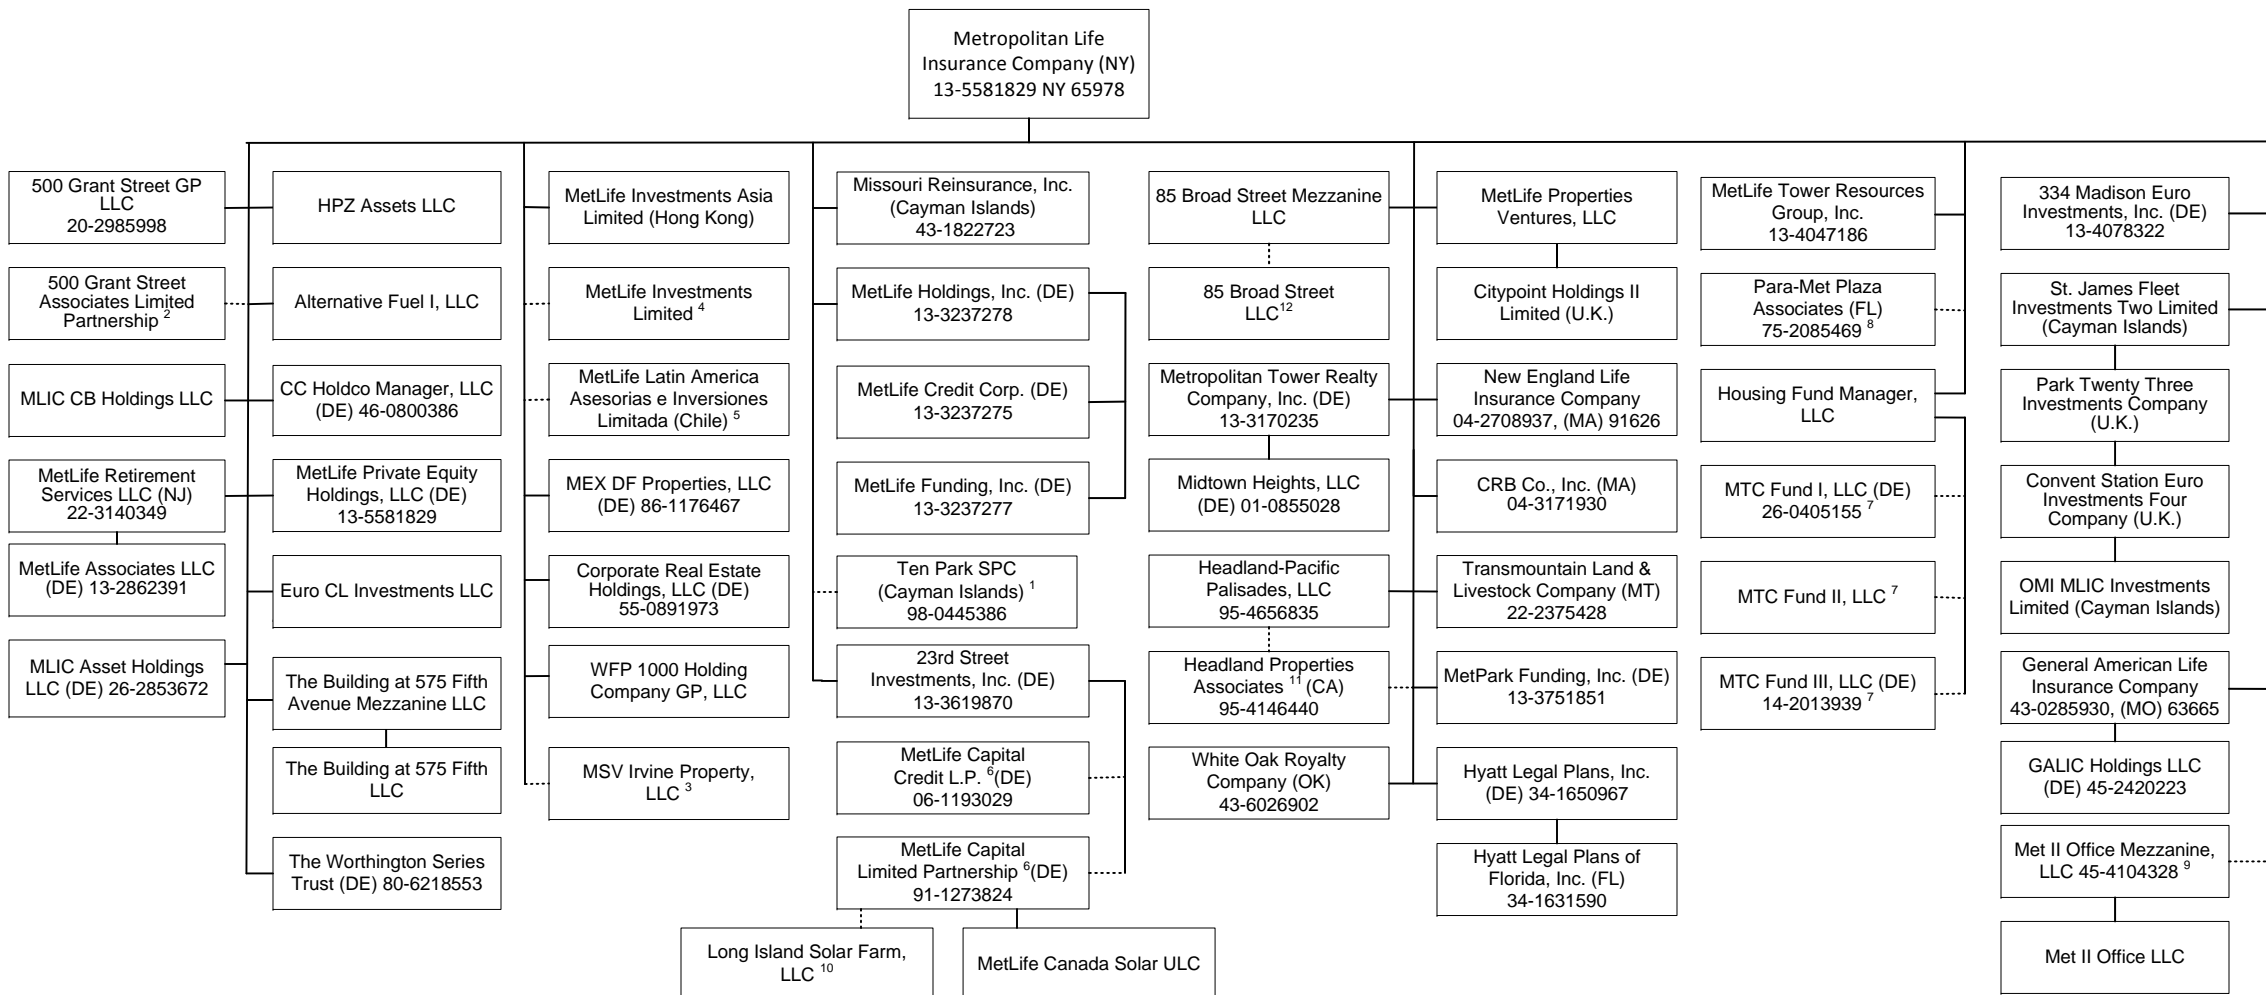 Metropolitan Life
Insurance Company (NY)
13-5581829 NY 65978
500 Grant Street GP
LLC
20-2985998
500 Grant Street
Associates Limited
Partnership 2
MLIC CB Holdings LLC
MetLife Retirement
Services LLC (NJ)
22-3140349
MetLife Associates LLC
(DE) 13-2862391
MLIC Asset Holdings
LLC (DE) 26-2853672
HPZ Assets LLC
Alternative Fuel I, LLC
CC Holdco Manager, LLC
(DE) 46-0800386
MetLife Private Equity
Holdings, LLC (DE)
13-5581829
Euro CL Investments LLC
The Building at 575 Fifth
Avenue Mezzanine LLC
The Building at 575 Fifth
LLC
The Worthington Series
Trust (DE) 80-6218553
MetLife Investments Asia
Limited (Hong Kong)
MetLife Investments
Limited 4
MetLife Latin America
Asesorias e Inversiones
Limitada (Chile) 5
MEX DF Properties, LLC
(DE) 86-1176467
Corporate Real Estate
Holdings, LLC (DE)
55-0891973
WFP 1000 Holding
Company GP, LLC
MSV Irvine Property,
LLC 3
Missouri Reinsurance, Inc.
(Cayman Islands)
43-1822723
MetLife Holdings, Inc. (DE)
13-3237278
MetLife Credit Corp. (DE)
13-3237275
MetLife Funding, Inc. (DE)
13-3237277
Ten Park SPC
(Cayman Islands) 1
98-0445386
23rd Street
Investments, Inc. (DE)
13-3619870
MetLife Capital
Credit L.P. 6(DE)
06-1193029
MetLife Capital
Limited Partnership 6(DE)
91-1273824
Long Island Solar Farm,
LLC 10
MetLife Canada Solar ULC
85 Broad Street Mezzanine
LLC
85 Broad Street
LLC12
Metropolitan Tower Realty
Company, Inc. (DE)
13-3170235
Midtown Heights, LLC
(DE) 01-0855028
Headland-Pacific
Palisades, LLC
95-4656835
Headland Properties
Associates 11 (CA)
95-4146440
White Oak Royalty
Company (OK)
43-6026902
MetLife Properties
Ventures, LLC
Citypoint Holdings II
Limited (U.K.)
New England Life
Insurance Company
04-2708937, (MA) 91626
CRB Co., Inc. (MA)
04-3171930
Transmountain Land &
Livestock Company (MT)
22-2375428
MetPark Funding, Inc. (DE)
13-3751851
Hyatt Legal Plans, Inc.
(DE) 34-1650967
Hyatt Legal Plans of
Florida, Inc. (FL)
34-1631590
MetLife Tower Resources
Group, Inc.
13-4047186
Para-Met Plaza
Associates (FL)
75-2085469 8
Housing Fund Manager,
LLC
MTC Fund I, LLC (DE)
26-0405155 7
MTC Fund II, LLC 7
MTC Fund III, LLC (DE)
14-2013939 7
334 Madison Euro
Investments, Inc. (DE)
13-4078322
St. James Fleet
Investments Two Limited
(Cayman Islands)
Park Twenty Three
Investments Company
(U.K.)
Convent Station Euro
Investments Four
Company (U.K.)
OMI MLIC Investments
Limited (Cayman Islands)
General American Life
Insurance Company
43-0285930, (MO) 63665
GALIC Holdings LLC
(DE) 45-2420223
Met II Office Mezzanine,
LLC 45-4104328 9
Met II Office LLC